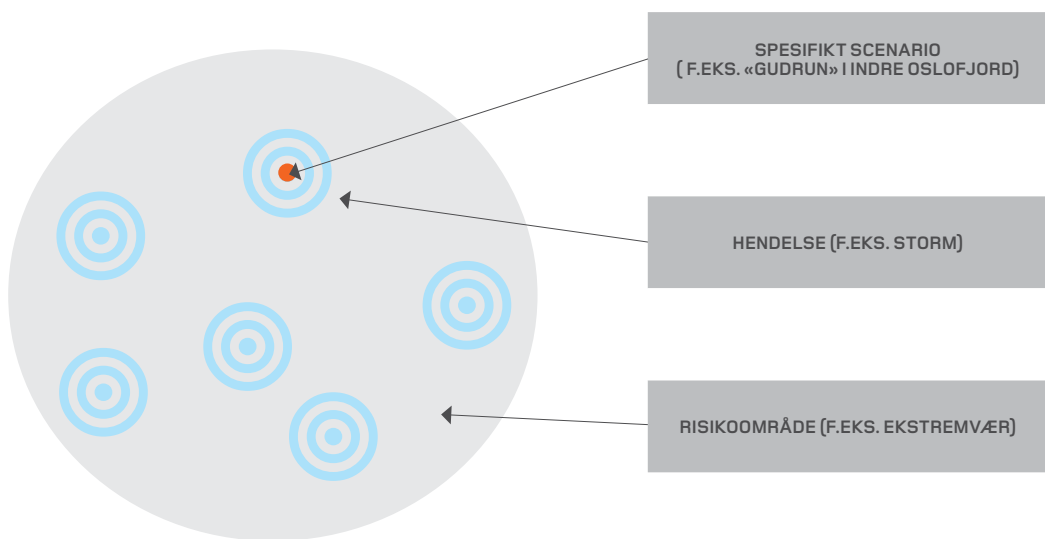 SPESIFIKT SCENARIO
( F.EKS. «GUDRUN» I INDRE OSLOFJORD)
HENDELSE (F.EKS. STORM)
RISIKOOMRÅDE (F.EKS. EKSTREMVÆR)